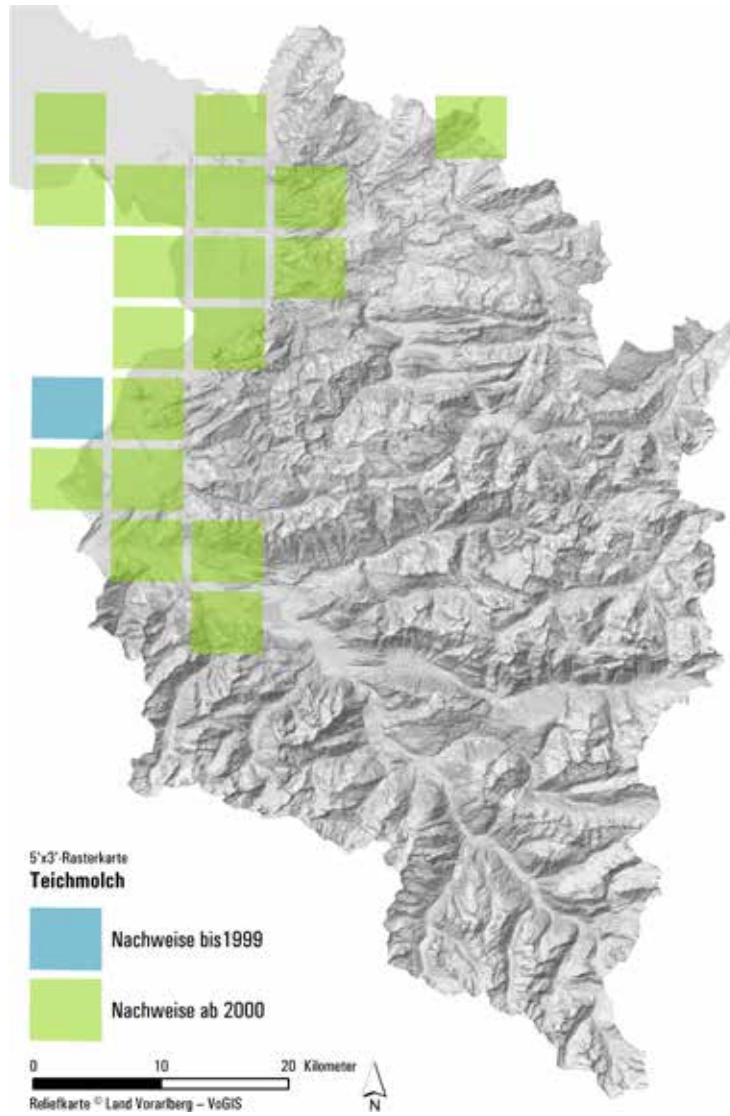 5'x3'-Rasterkarte
Teichmolch
Nachweise bis1999
Nachweise ab 2000
0 10 20 Kilometer
Reliefkarte © Land Vorarlberg – VoGIS
N